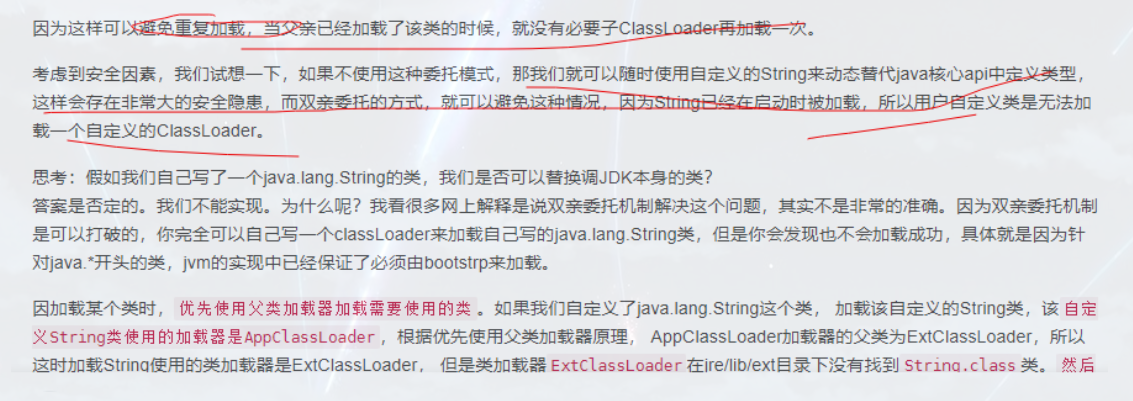 因为这样可以避免重复加载，当父亲已经加载了该类的时候，就没有必要子ClassLoader再加载一次。
考虑到安全因素，我们试想一下，如果不使用这种委托模式，那我们就可以随时使用自定义的String来动态替代java核心api中定义类型，
这样会存在非常大的安全隐患，而双亲委托的方式，就可以避免这种情况，因为String已经在启动时被加载，所以用户自定义类是无法加
载一个自定义的ClassLoader。
思考：假如我们自己写了一个java.lang.String的类，我们是否可以替换调JDK本身的类？
答案是否定的。我们不能实现。为什么呢？我看很多网上解释是说双亲委托机制解决这个问题，其实不是非常的准确。因为双亲委托机制
是可以打破的，你完全可以自己写一个classLoader来加载自己写的java.lang.String类，但是你会发现也不会加载成功，具体就是因为针
对java.*开头的类，jvm的实现中已经保证了必须由bootstrp来加载。
因加载某个类时，优先使用父类加载器加载需要使用的类。如果我们自定义了java.lang.String这个类， 加载该自定义的String类，该自定
义String类使用的加载器是AppClassLoader，根据优先使用父类加载器原理， AppClassLoader加载器的父类为ExtClassLoader，所以
这时加载String使用的类加载器是ExtClassLoader， 但是类加载器ExtClassLoader在jre/lib/ext目录下没有找到String.class类。然后